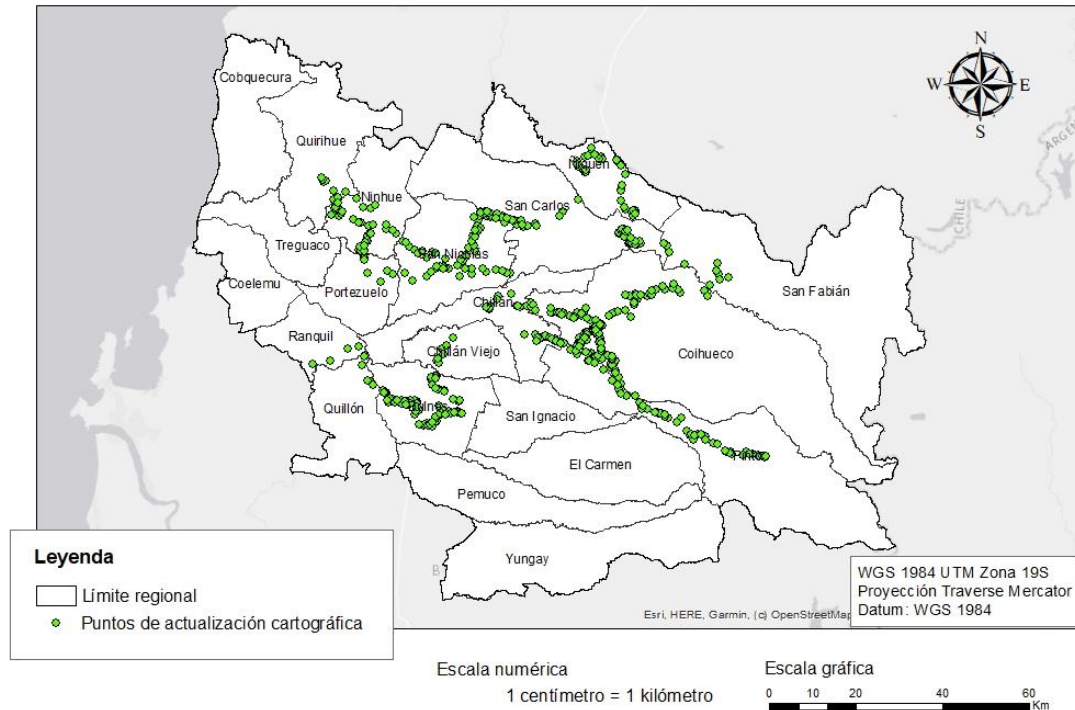 Cobquecura
N
W
E
S
Quirihue
ARGEN
Ñiquen
Ninhue
San Carlos
CHILE
Treguaco
San Nicolás
Coelemu
Portezuelo
San Fabián
Chillán
Ranquil
Chillán Viejo
Coihueco
Quillón
Bulnes
San Ignacio
Pinto
El Carmen
Pemuco
Yungay
Leyenda
Límite regional
Puntos de actualización cartográfica
WGS 1984 UTM Zona 19S
Proyección Traverse Mercator
Datum: WGS 1984
Esri, HERE, Garmin, (c) OpenStreetMap
Escala numérica
1 centímetro = 1 kilómetro
Escala gráfica
0 10 20 40 60
Km